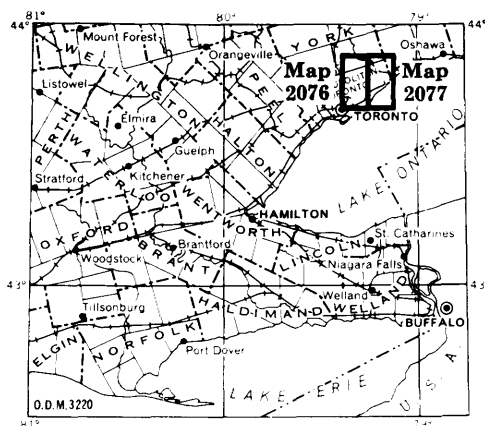 81°
80
79
44°
44°
Mount Forest
Orangeville
YORK
Oshawa
WELLINGTON
PEEL
Map
2076
Map
2077
Listowel
Elmira
HALTON
TORONTO
PERTH
WATERLOO
Guelph
Stratford
Kitchener
LAKE ONTARIO
WENTWORTH
HAMILTON
OXFORD
St. Catharines
LINCOLN
Brantford
BRANT
Woodstock
Niagara Falls
43°
43°
Welland
WELLAND
HALDIMAND
Tillsonburg
BUFFALO
NORFOLK
ELGIN
Port Dover
LAKE ERIE
U.S.A.
O.D.M.3220
81°
79